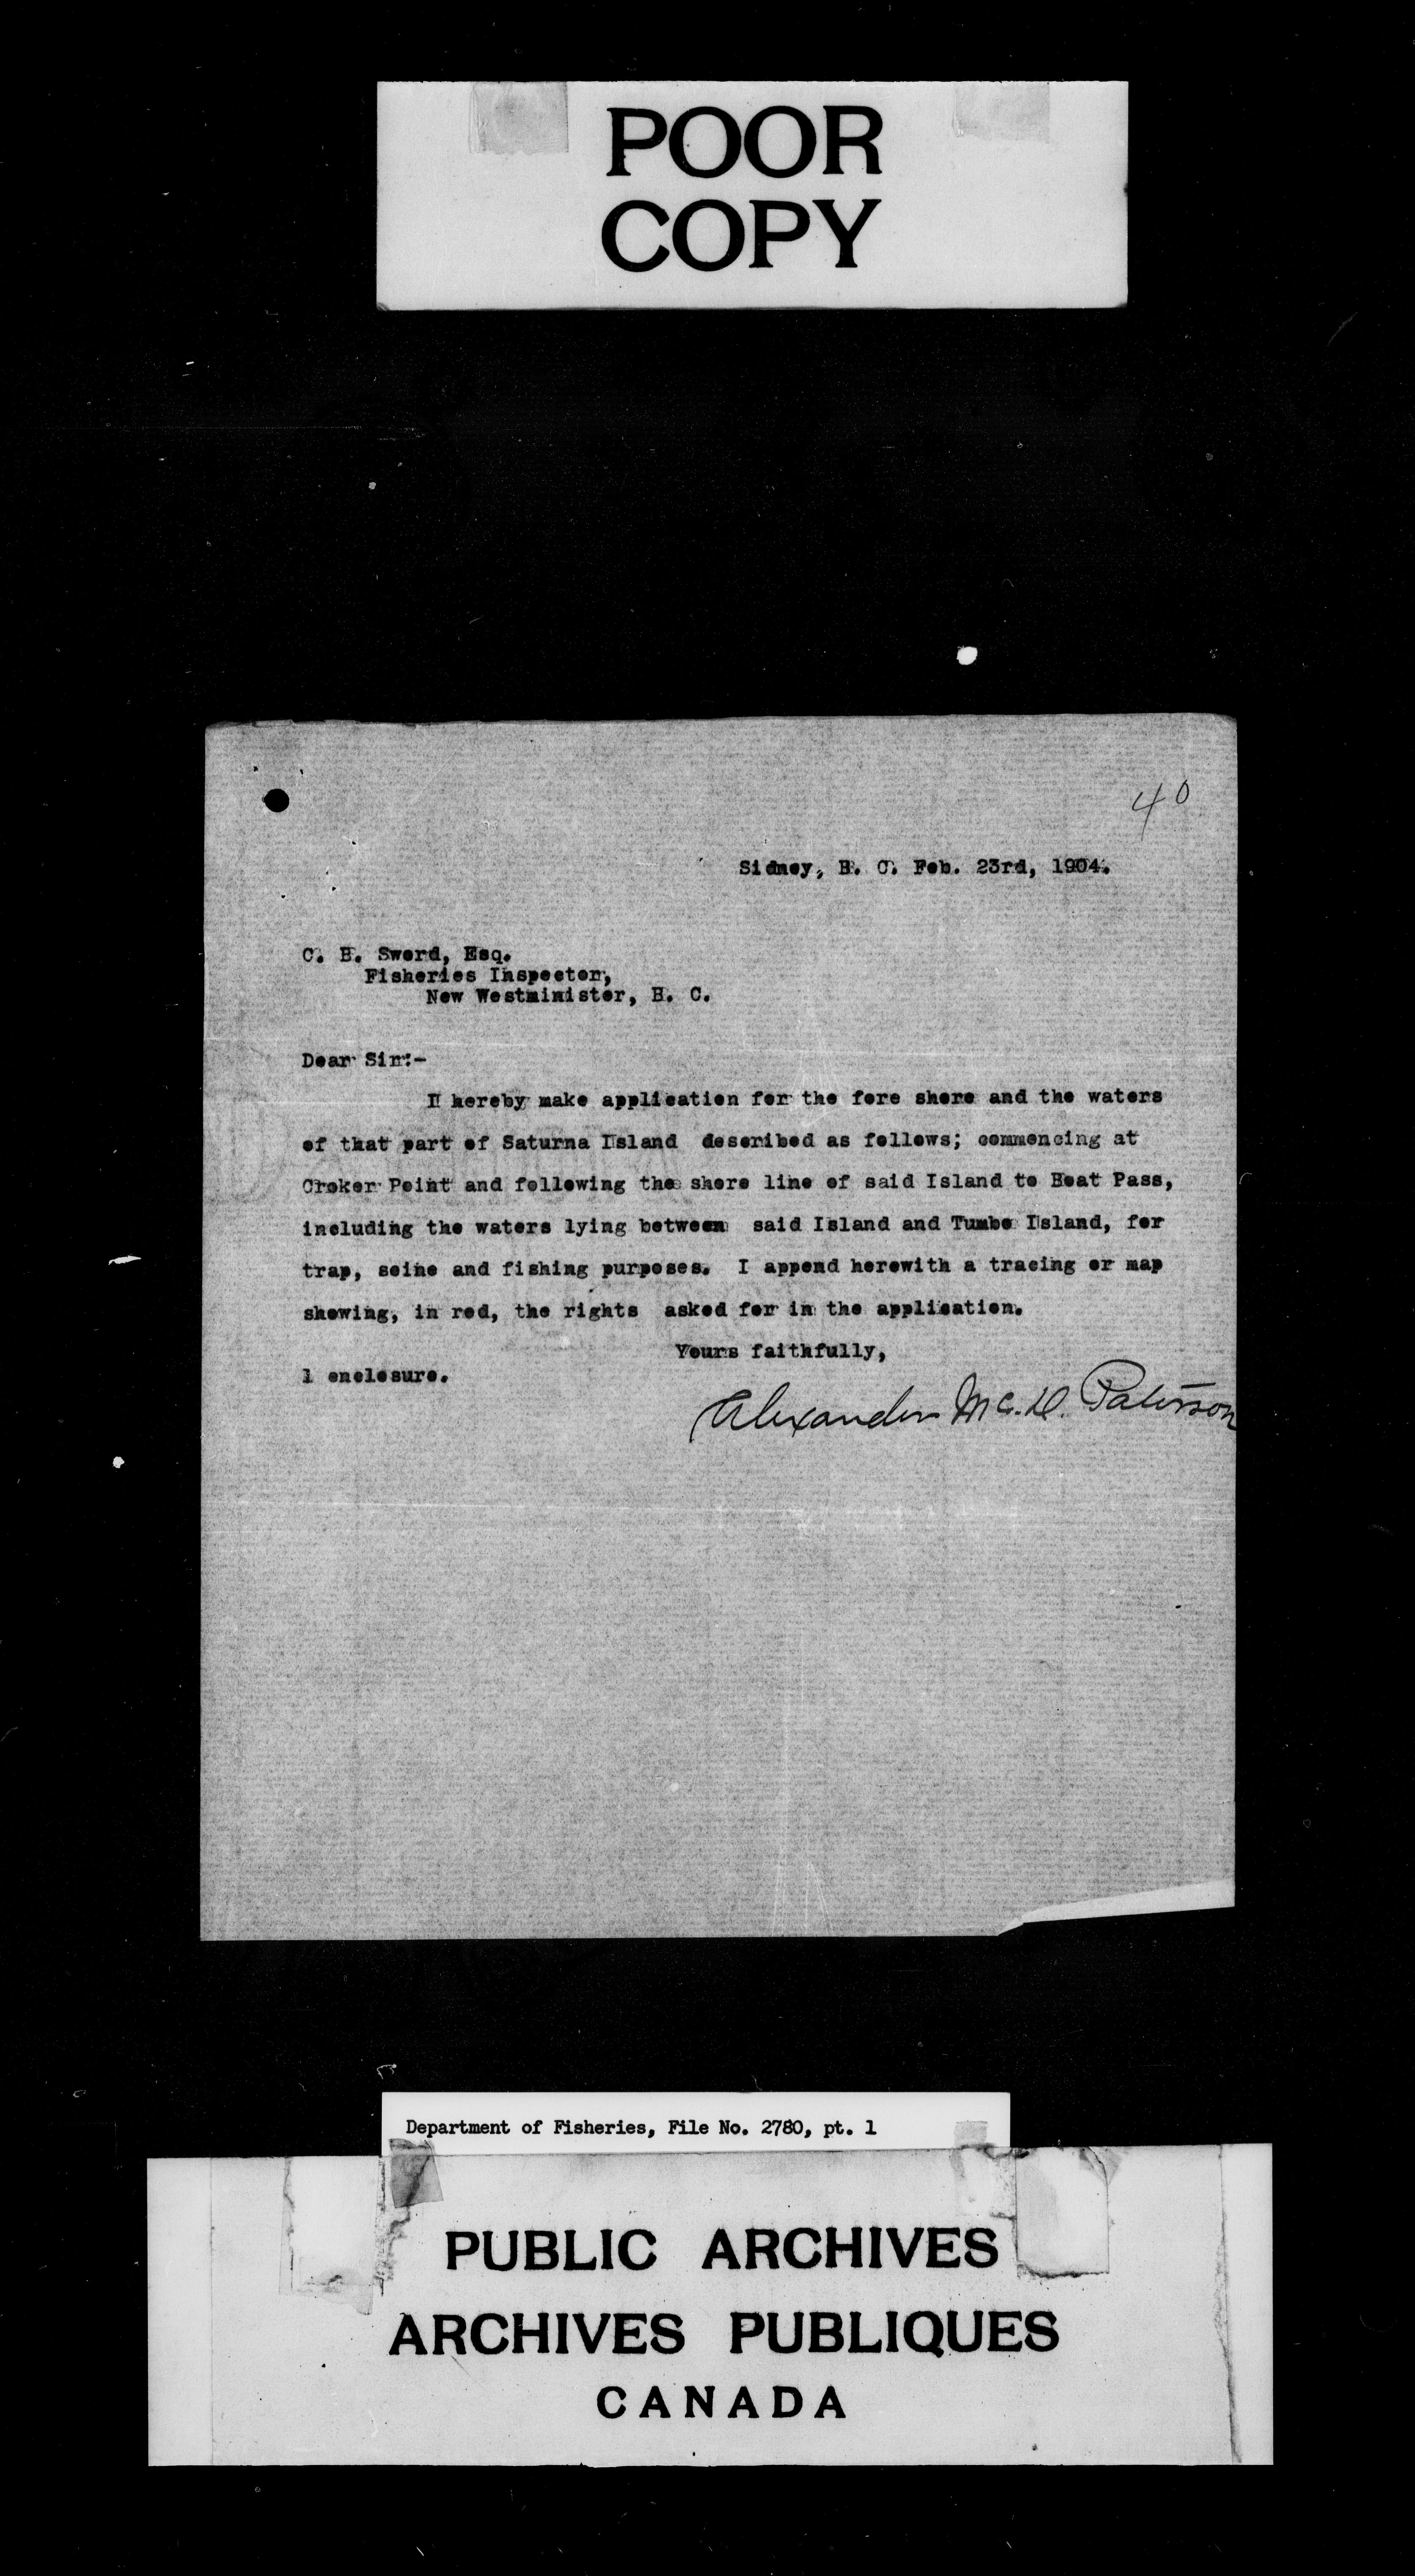 POOR
COPY
40
Sidney, B. C. Feb. 23rd, 1904.
C. B. Sword, Esq.
Fisheries Inspector,
New Westminister, B. C.
Dear Sir:-
I hereby make application for the fore shore and the waters
of that part of Saturna Island described as follows; commencing at
Croker Point and following the shore line of said Island to Boat Pass,
including the waters lying between said Island and Tumbo Island, for
trap, seine and fishing purposes. I append herewith a tracing or map
showing, in red, the rights asked for in the application.
Yours faithfully,
1 enclosure.
Alexander McD. Paterson
Department of Fisheries, File No. 2780, pt. 1
PUBLIC ARCHIVES
ARCHIVES PUBLIQUES
CANADA